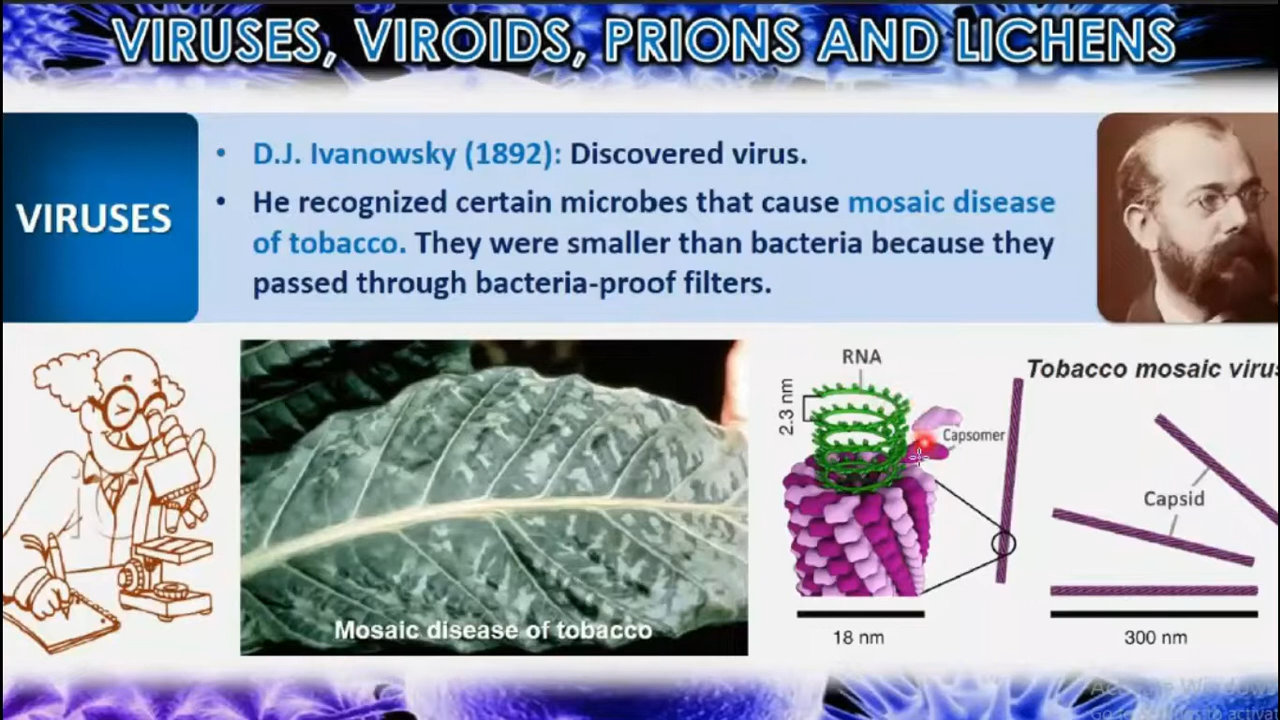 VIRUSES, VIROIDS, PRIONS AND LICHENS
VIRUSES
• D.J. Ivanowsky (1892): Discovered virus.
• He recognized certain microbes that cause mosaic disease
of tobacco. They were smaller than bacteria because they
passed through bacteria-proof filters.
Mosaic disease of tobacco
RNA
2.3 nm
Capsomer
18 nm
Tobacco mosaic virus
Capsid
300 nm